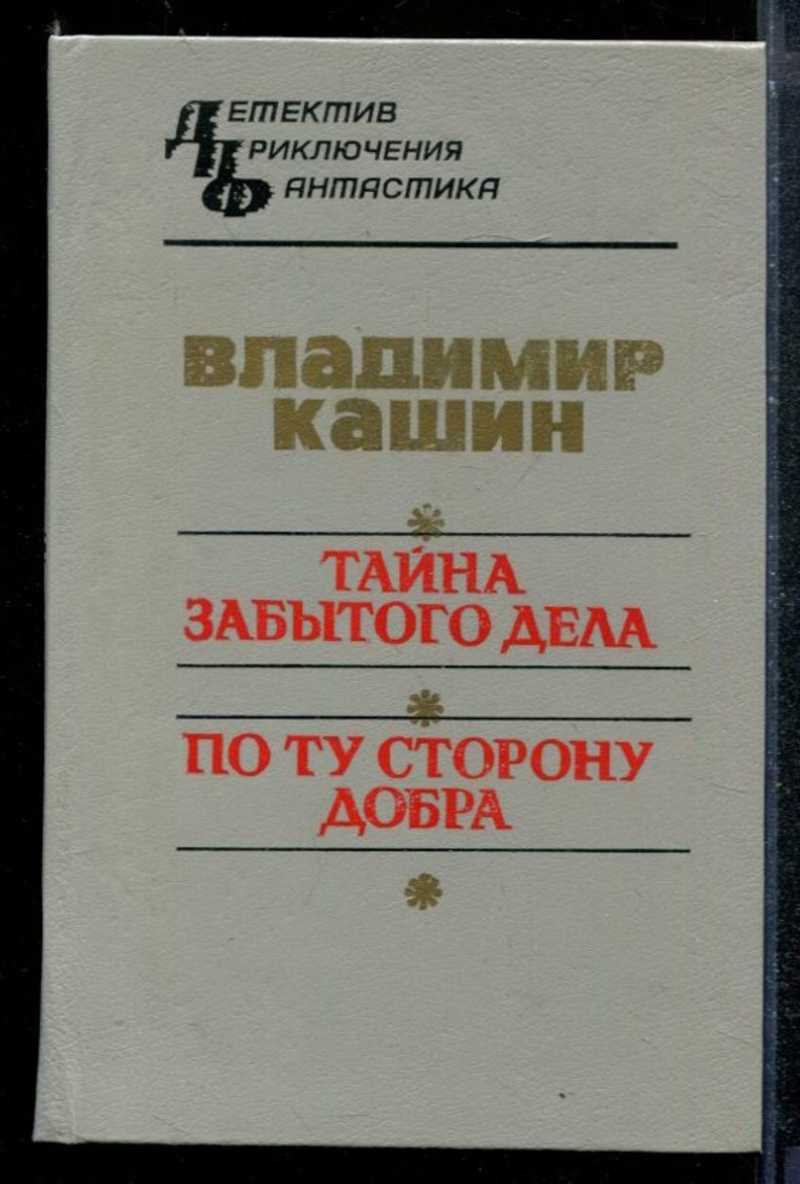 Детектив
Приключения
Фантастика
Владимир
Кашин
ТАЙНА
ЗАБЫТОГО ДЕЛА
ПО ТУ СТОРОНУ
ДОБРА